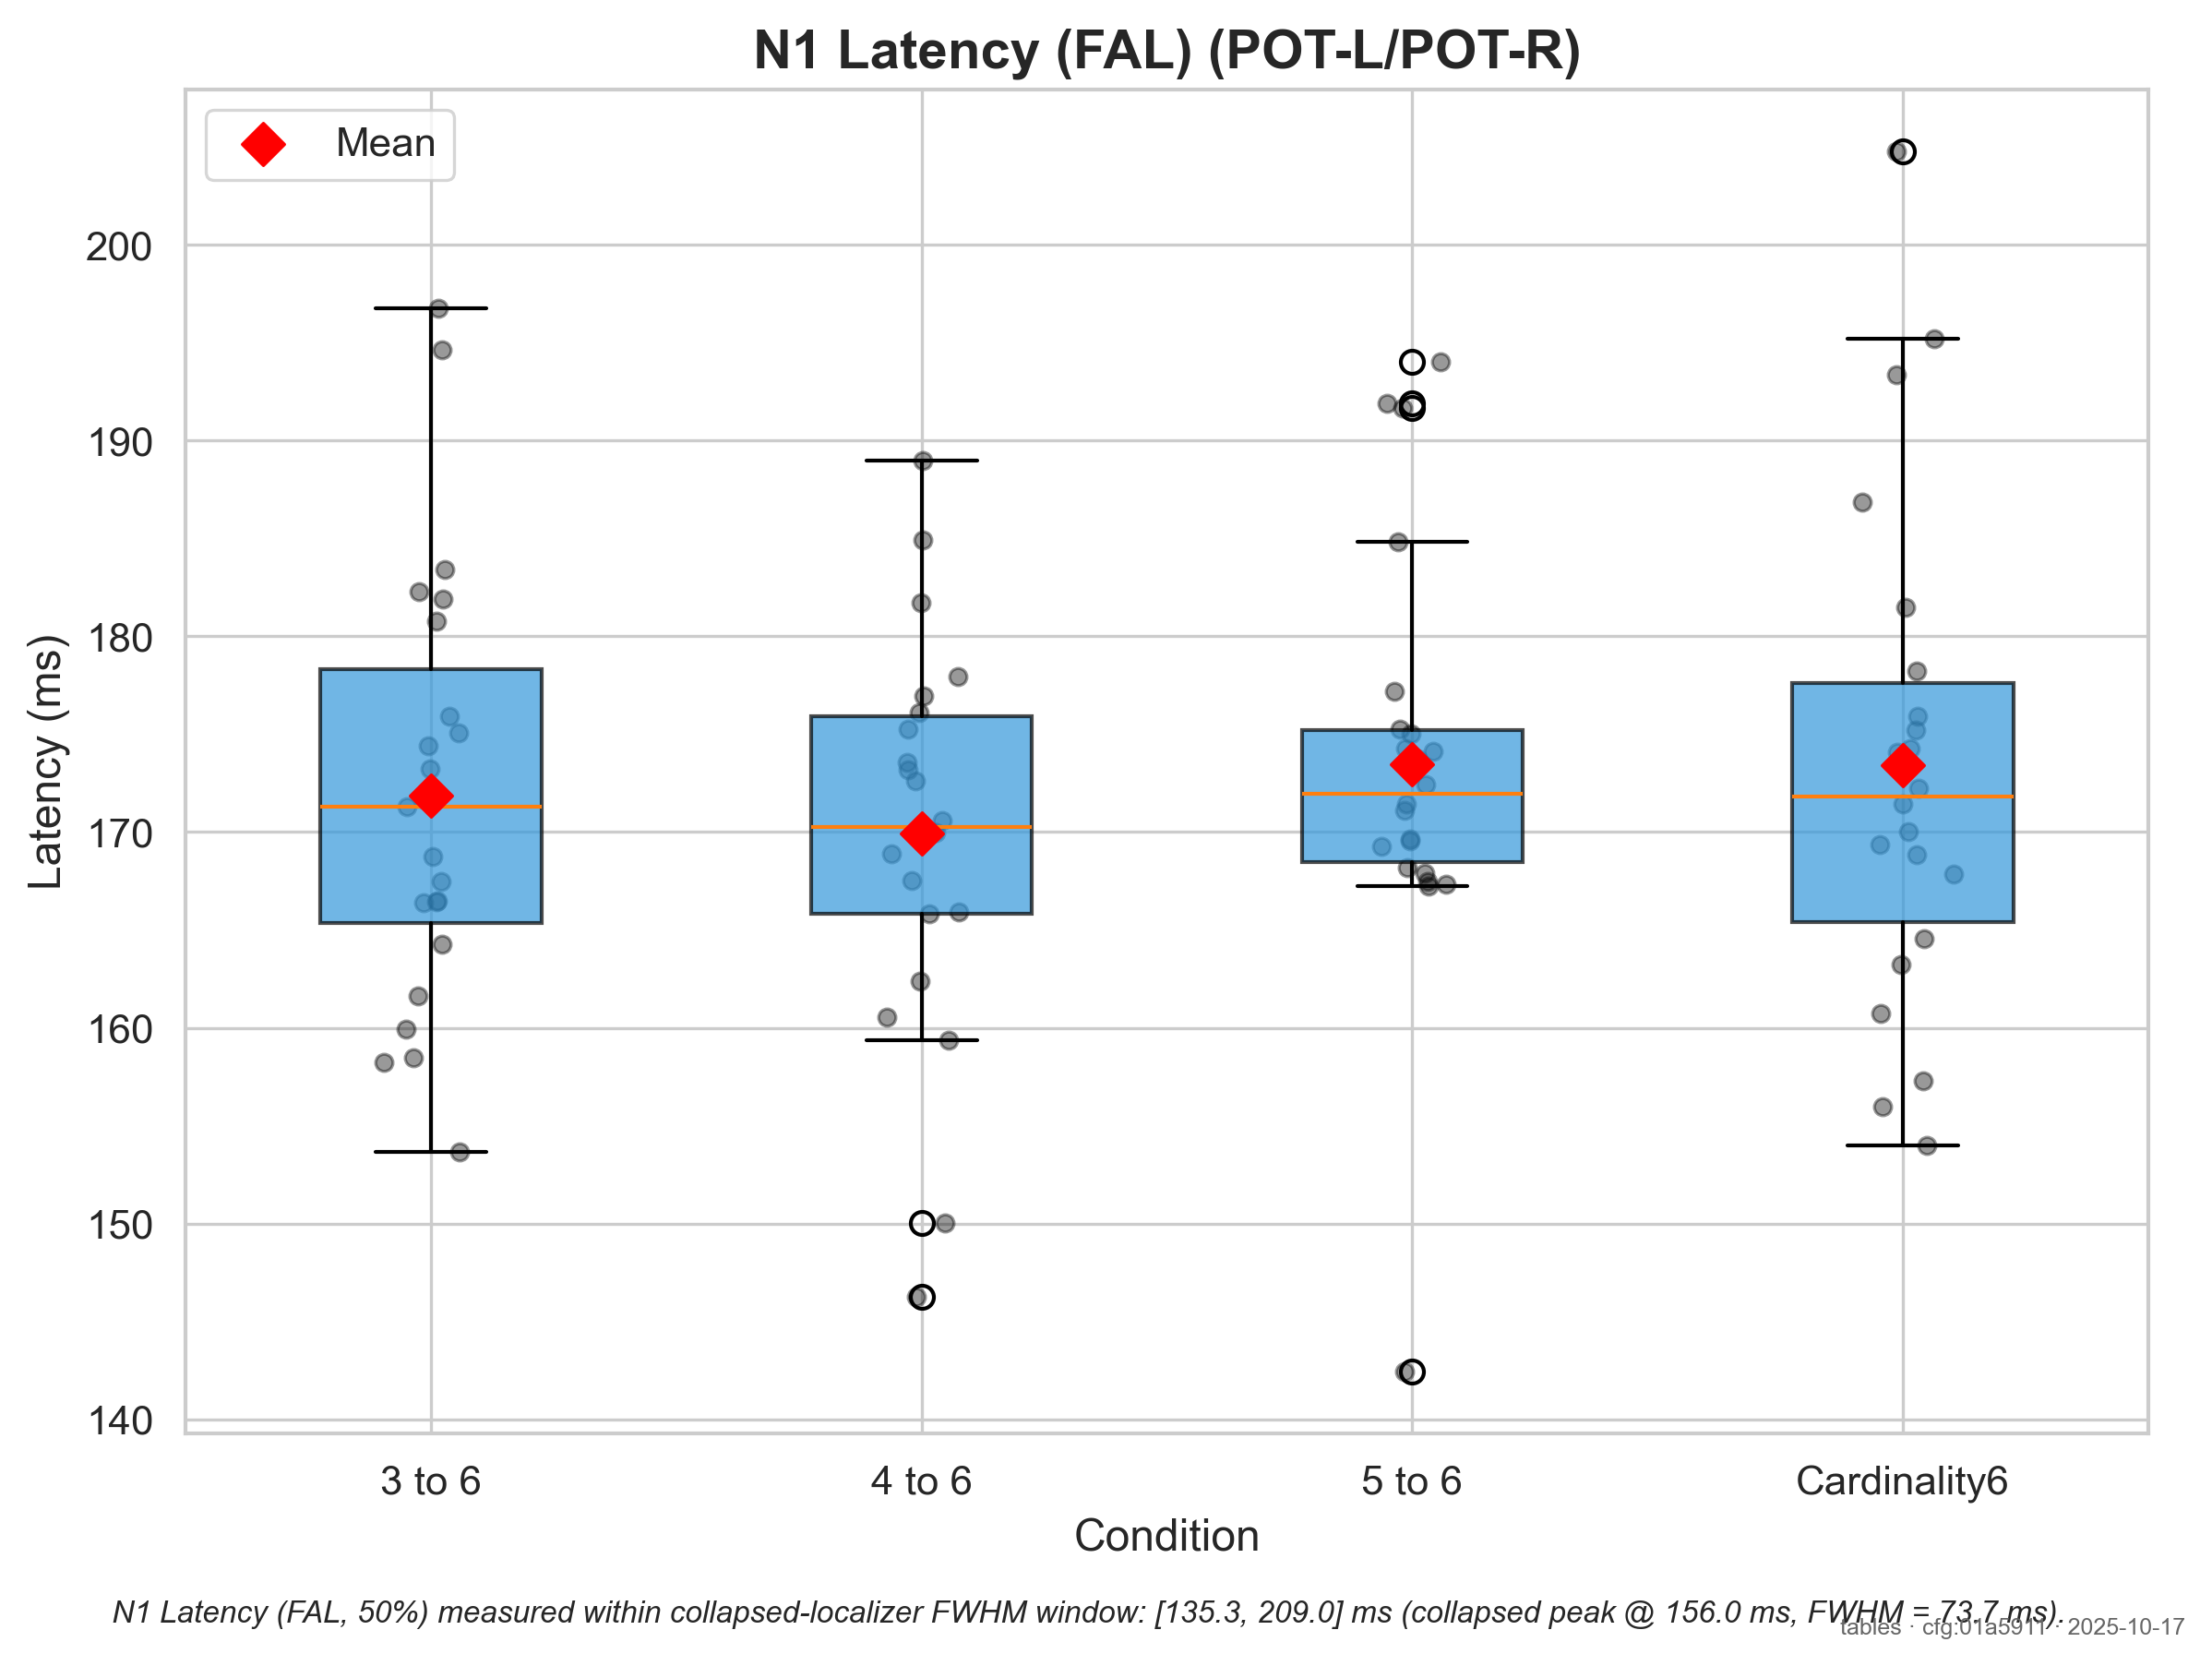 N1 Latency (FAL) (POT-L/POT-R)
Mean
Latency (ms)
200
190
180
170
160
150
140
3 to 6
4 to 6
5 to 6
Cardinality6
Condition
N1 Latency (FAL, 50%) measured within collapsed-localizer FWHM window: [135.3, 209.0] ms (collapsed peak @ 156.0 ms, FWHM = 73.7 ms).
tables · cfg:01a5911 · 2025-10-17